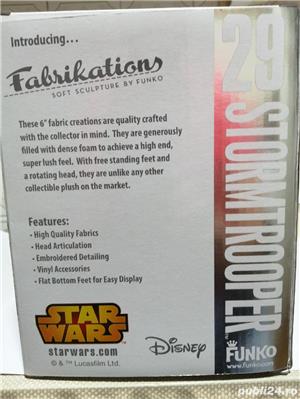 Introducing...
Fabrikations
SOFT SCULPTURE BY FUNKO
These 6" fabric creations are quality crafted
with the collector in mind. They are generously
filled with dense foam to achieve a high end,
super lush feel. With free standing feet and
a rotating head, they are unlike any other
collectible plush on the market.
Features:
• High Quality Fabrics
• Head Articulation
• Embroidered Detailing
• Vinyl Accessories
• Flat Bottom Feet for Easy Display
STAR
WARS
starwars.com
© & ™ Lucasfilm Ltd.
Disney
29 STORMTROOPER
FUNKO
www.funko.com
publi24.ro